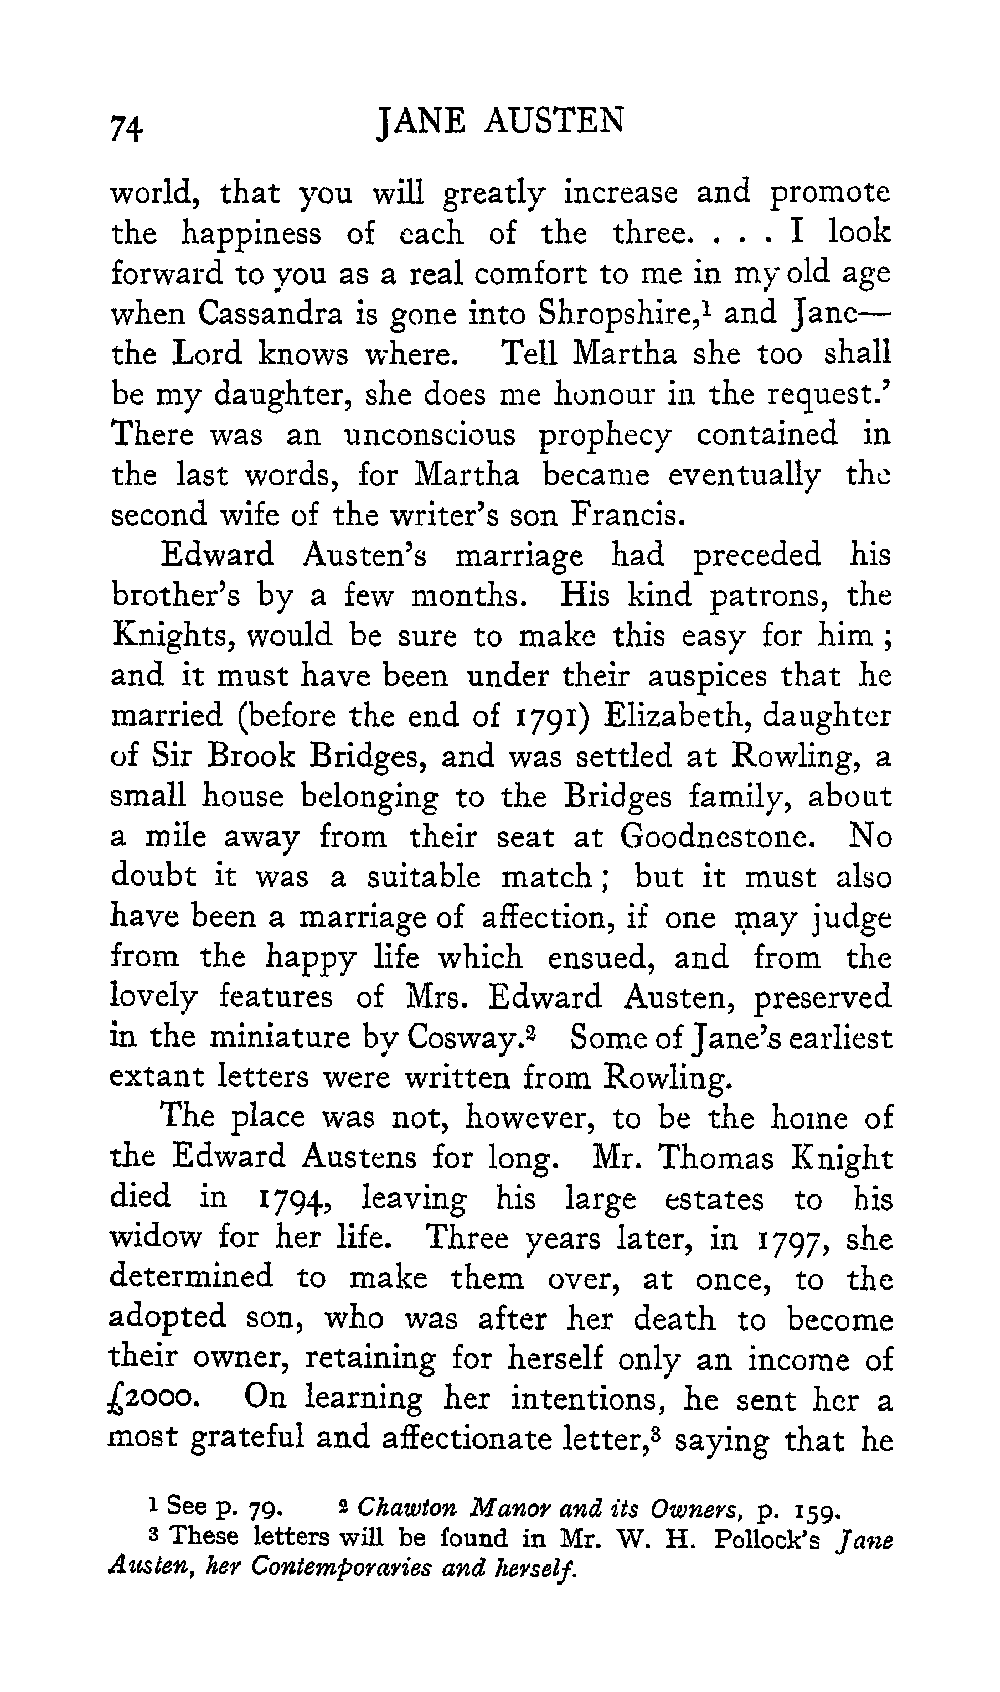 74 JANE AUSTEN
world, that you will greatly increase and promote
the happiness of each of the three. . . . I look
forward to you as a real comfort to me in my old age
when Cassandra is gone into Shropshire,¹ and Jane—
the Lord knows where. Tell Martha she too shall
be my daughter, she does me honour in the request.’
There was an unconscious prophecy contained in
the last words, for Martha became eventually the
second wife of the writer’s son Francis.
Edward Austen’s marriage had preceded his
brother’s by a few months. His kind patrons, the
Knights, would be sure to make this easy for him ;
and it must have been under their auspices that he
married (before the end of 1791) Elizabeth, daughter
of Sir Brook Bridges, and was settled at Rowling, a
small house belonging to the Bridges family, about
a mile away from their seat at Goodnestone. No
doubt it was a suitable match ; but it must also
have been a marriage of affection, if one may judge
from the happy life which ensued, and from the
lovely features of Mrs. Edward Austen, preserved
in the miniature by Cosway.² Some of Jane’s earliest
extant letters were written from Rowling.
The place was not, however, to be the home of
the Edward Austens for long. Mr. Thomas Knight
died in 1794, leaving his large estates to his
widow for her life. Three years later, in 1797, she
determined to make them over, at once, to the
adopted son, who was after her death to become
their owner, retaining for herself only an income of
£2000. On learning her intentions, he sent her a
most grateful and affectionate letter,³ saying that he
¹ See p. 79. ² Chawton Manor and its Owners, p. 159.
³ These letters will be found in Mr. W. H. Pollock’s Jane
Austen, her Contemporaries and herself.